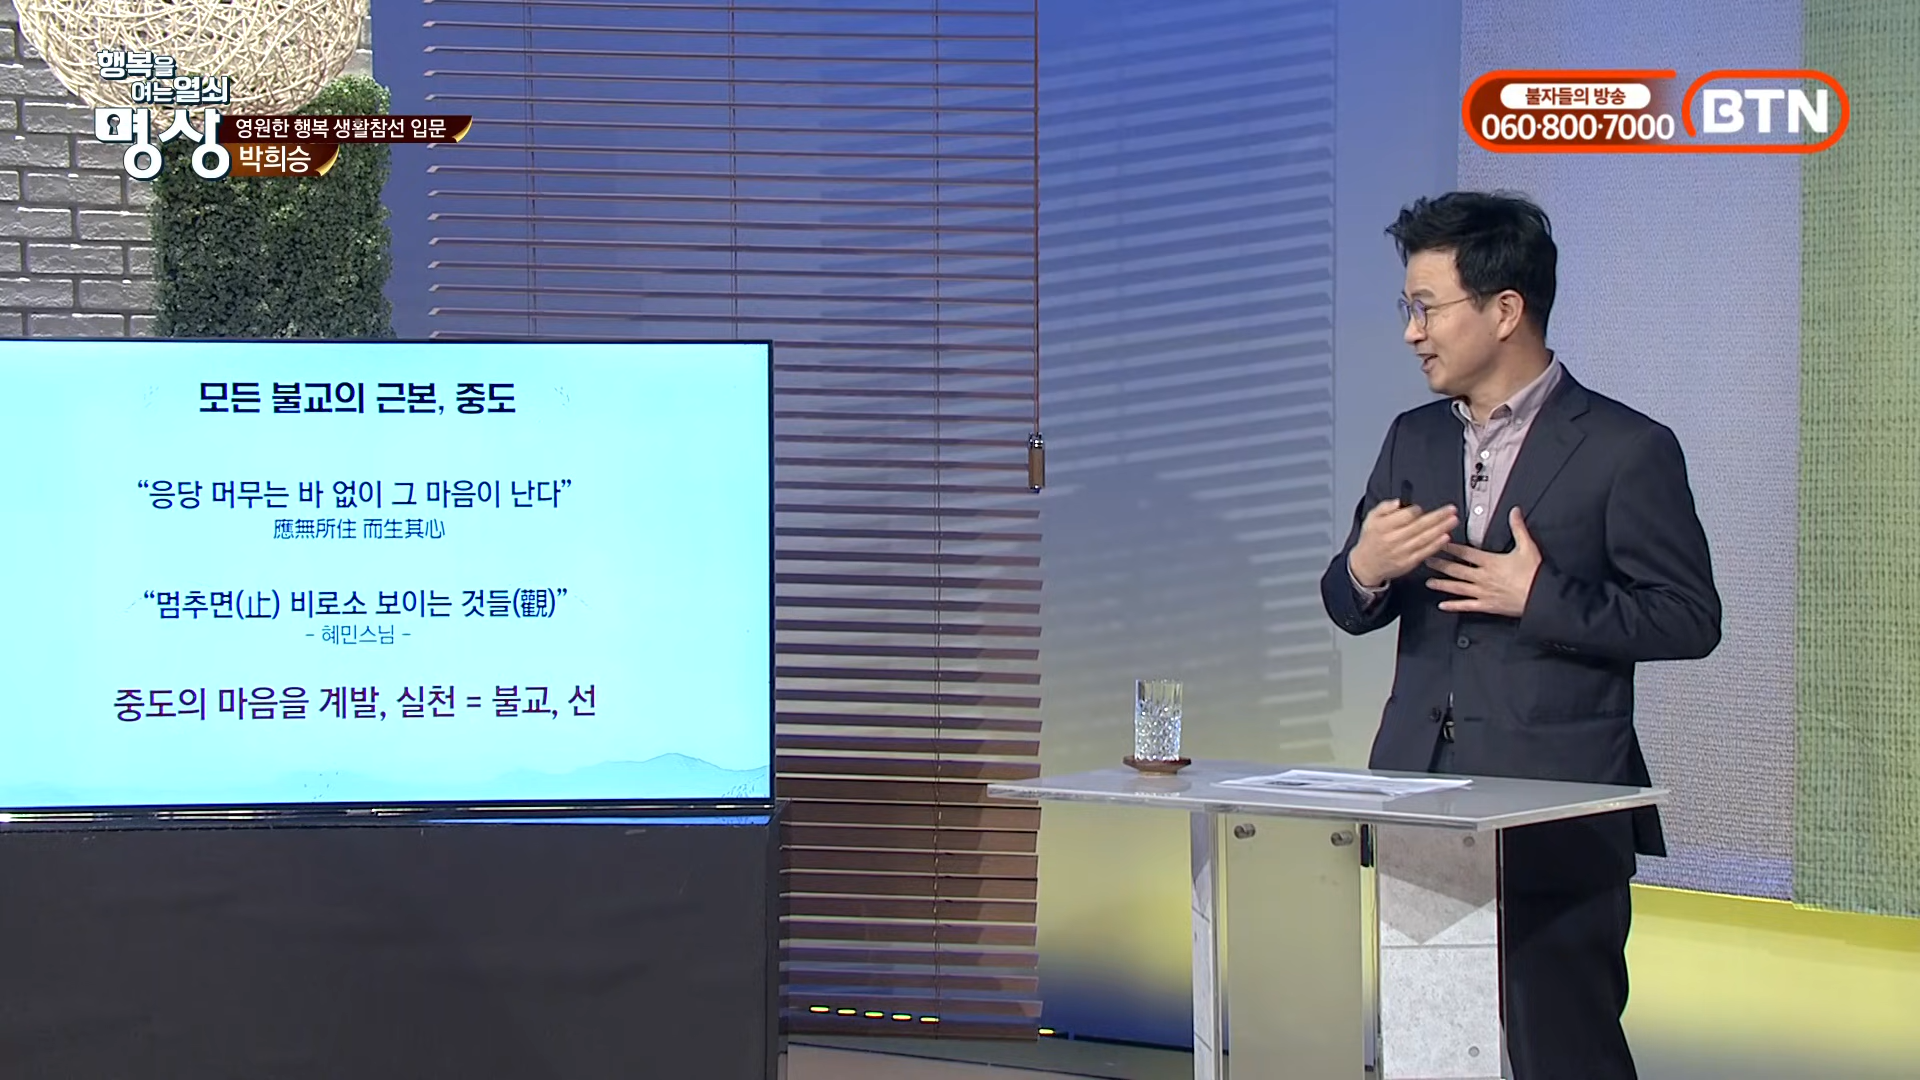 행복을
여는열쇠
명상
영원한 행복 생활참선 입문
박희승
불자들의 방송
060·800·7000
BTN
모든 불교의 근본, 중도
“응당 머무는 바 없이 그 마음이 난다”
應無所住 而生其心
“멈추면(止) 비로소 보이는 것들(觀)”
- 혜민스님 -
중도의 마음을 계발, 실천 = 불교, 선